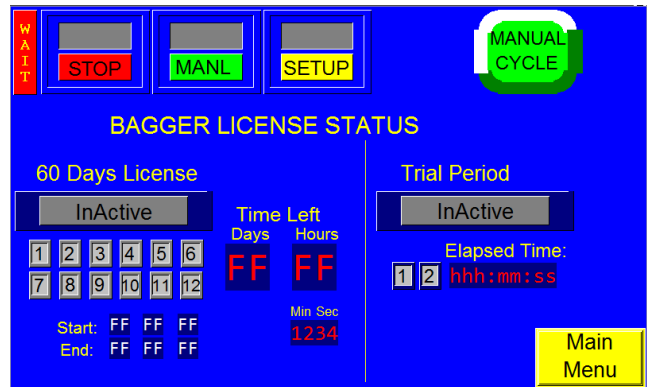 WAIT
STOP
MANL
SETUP
MANUAL
CYCLE
BAGGER LICENSE STATUS
60 Days License
InActive
1 2 3 4 5 6
7 8 9 10 11 12
Start: FF FF FF
End: FF FF FF
Time Left
Days Hours
FF FF
Min Sec
1234
Trial Period
InActive
Elapsed Time:
1 2 hhh:mm:ss
Main
Menu